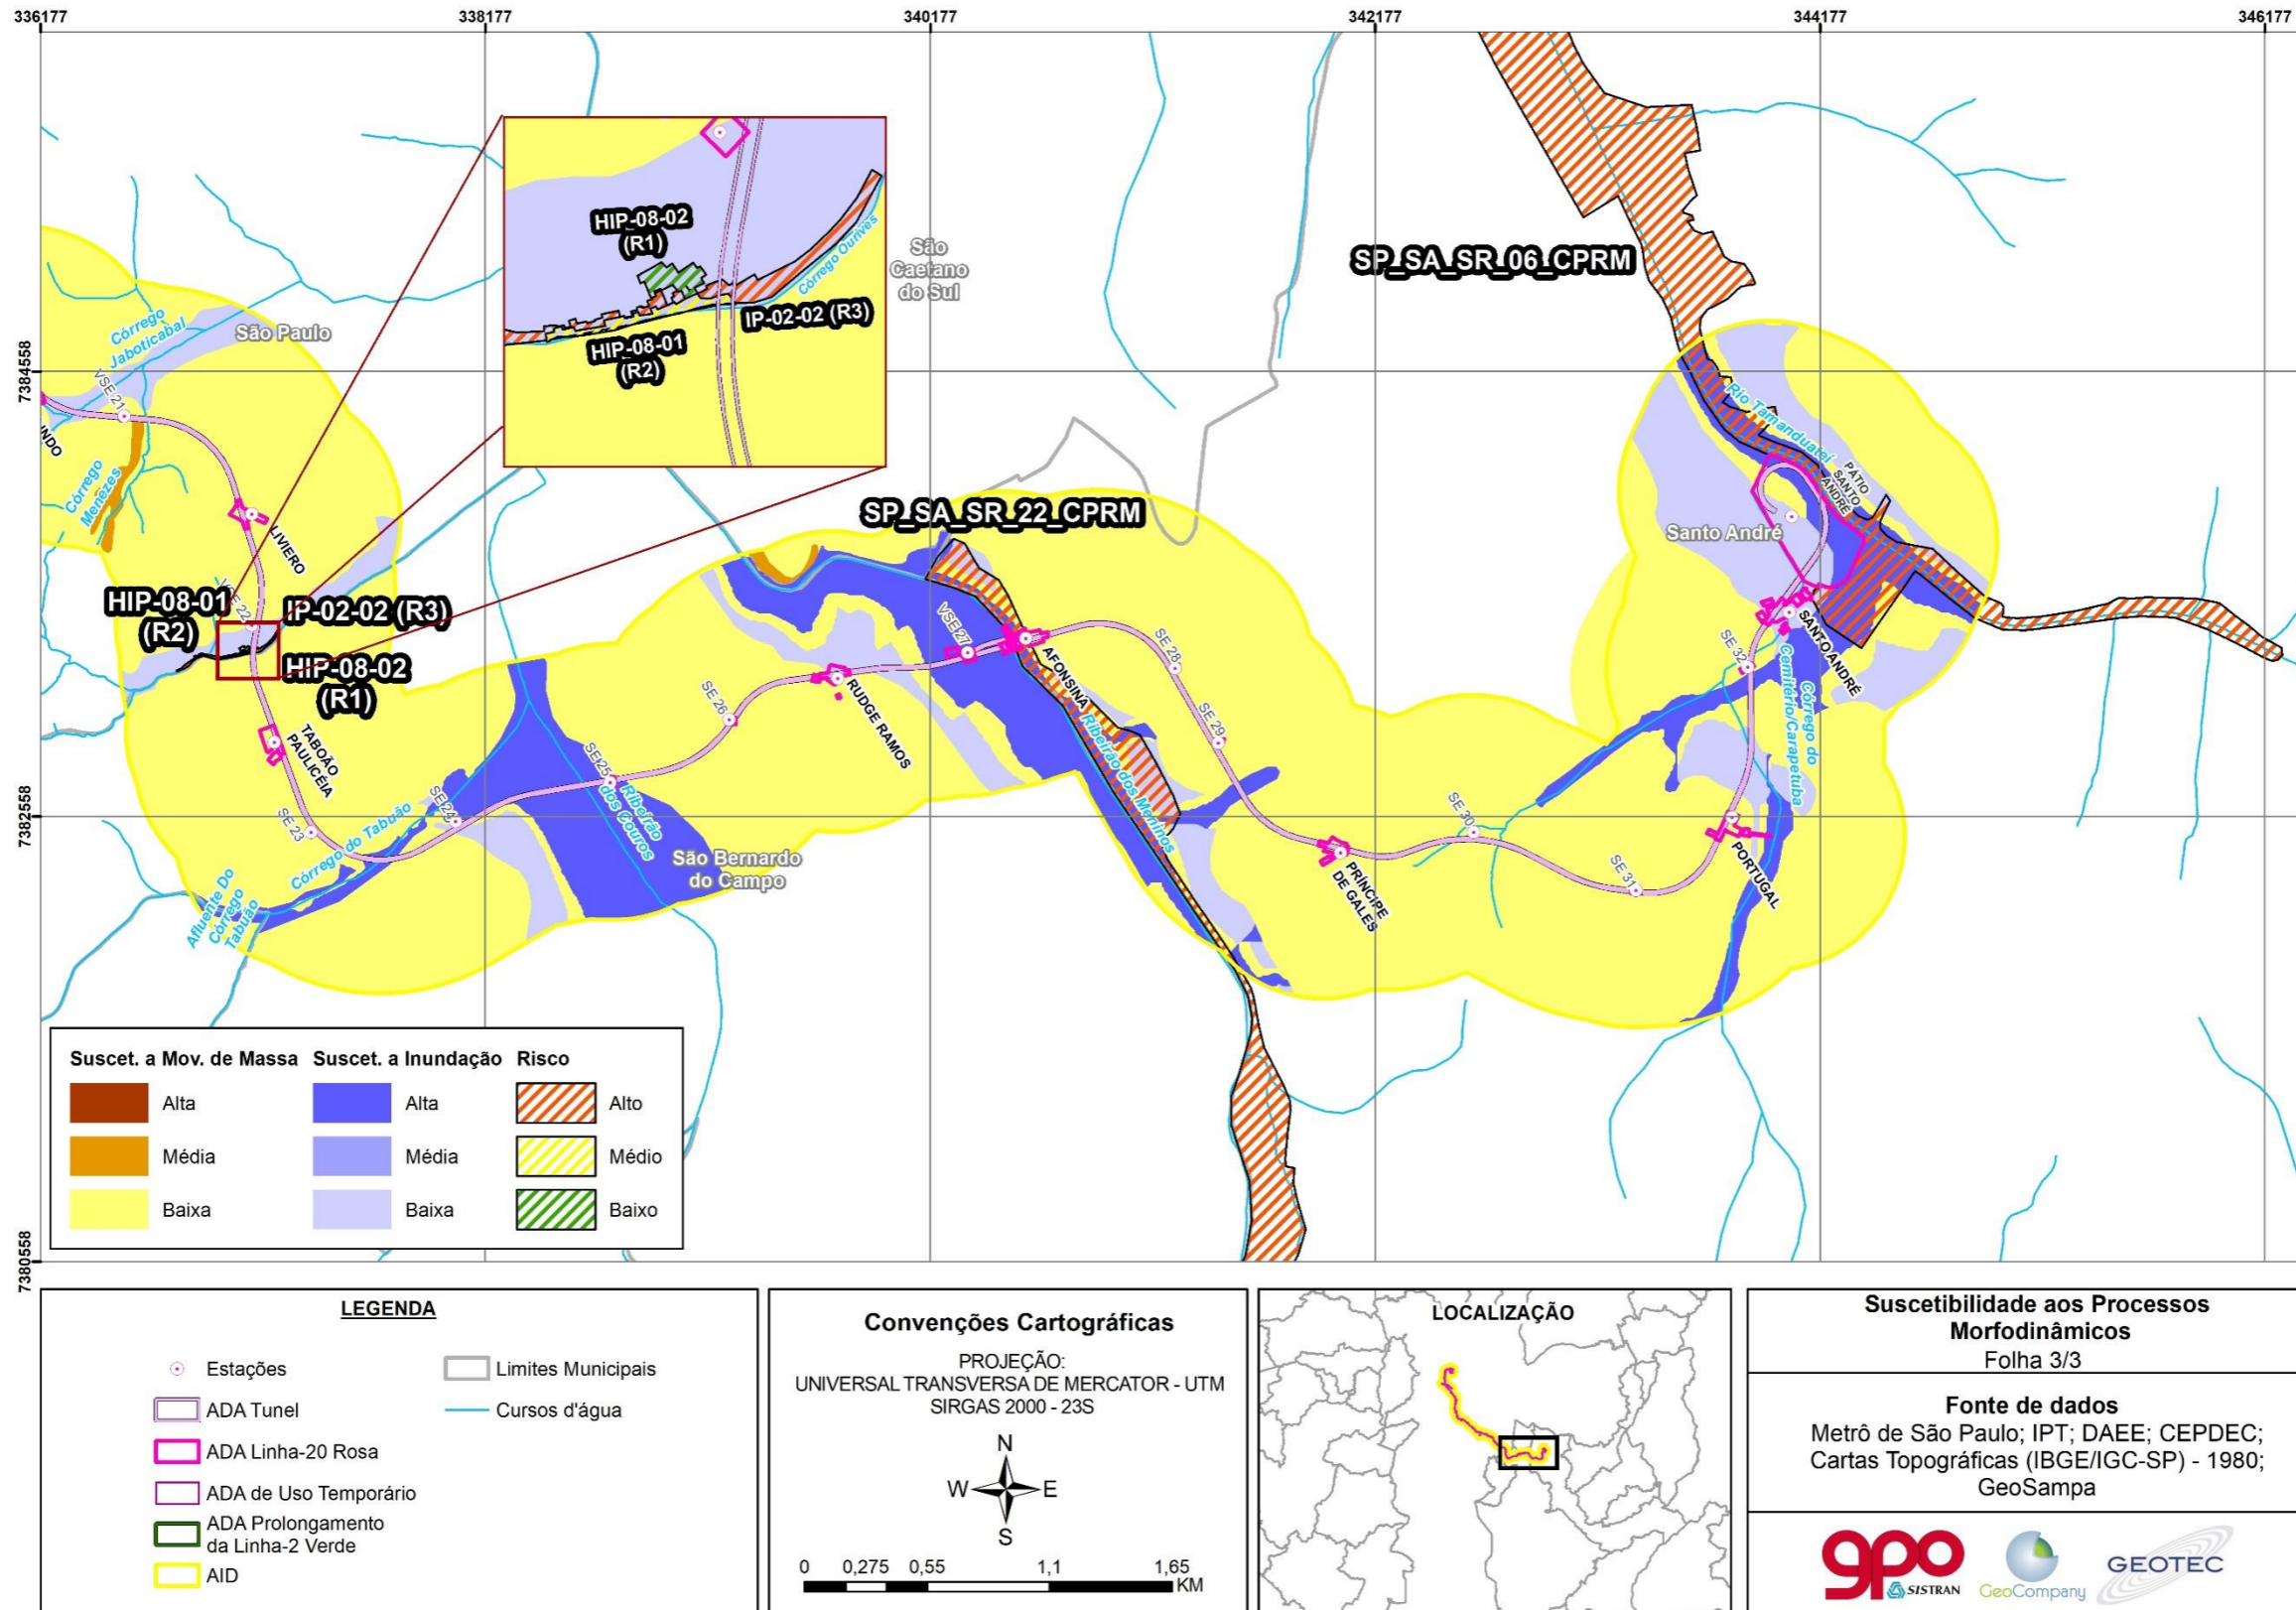 336177
338177
340177
342177
344177
346177
7384558
7382558
7380558
HIP-08-02
(R1)
Córrego Ourives
IP-02-02 (R3)
HIP-08-01
(R2)
São
Caetano
do Sul
SP_SA_SR_06_CPRM
Córrego
Jaboticabal
São Paulo
VSE 21
INDO
Córrego
Menezes
LIVIERO
HIP-08-01
(R2)
IP-02-02 (R3)
HIP-08-02
(R1)
TABOÃO
PAULICÉIA
SE 23
Córrego do Tabuão
SE 24
Afluente Do
Córrego
Tabuão
SE 25
Ribeirão
dos Couros
São Bernardo
do Campo
SE 26
RUDGE RAMOS
SP_SA_SR_22_CPRM
VSE 27
AFONSINA
Ribeirão dos Meninos
SE 28
SE 29
PRÍNCIPE
DE GALES
SE 30
SE 31
PORTUGAL
SE 32
Córrego do
Cemitério/Carapetuba
SANTO ANDRÉ
Santo André
PÁTIO
SANTO
ANDRÉ
Rio Tamanduateí
Suscet. a Mov. de Massa
Alta
Média
Baixa
Suscet. a Inundação
Alta
Média
Baixa
Risco
Alto
Médio
Baixo
LEGENDA
Estações
ADA Tunel
ADA Linha-20 Rosa
ADA de Uso Temporário
ADA Prolongamento
da Linha-2 Verde
AID
Limites Municipais
Cursos d'água
Convenções Cartográficas
PROJEÇÃO:
UNIVERSAL TRANSVERSA DE MERCATOR - UTM
SIRGAS 2000 - 23S
N
W E
S
0 0,275 0,55 1,1 1,65
KM
LOCALIZAÇÃO
Suscetibilidade aos Processos
Morfodinâmicos
Folha 3/3
Fonte de dados
Metrô de São Paulo; IPT; DAEE; CEPDEC;
Cartas Topográficas (IBGE/IGC-SP) - 1980;
GeoSampa
gpo
SISTRAN
GeoCompany
GEOTEC